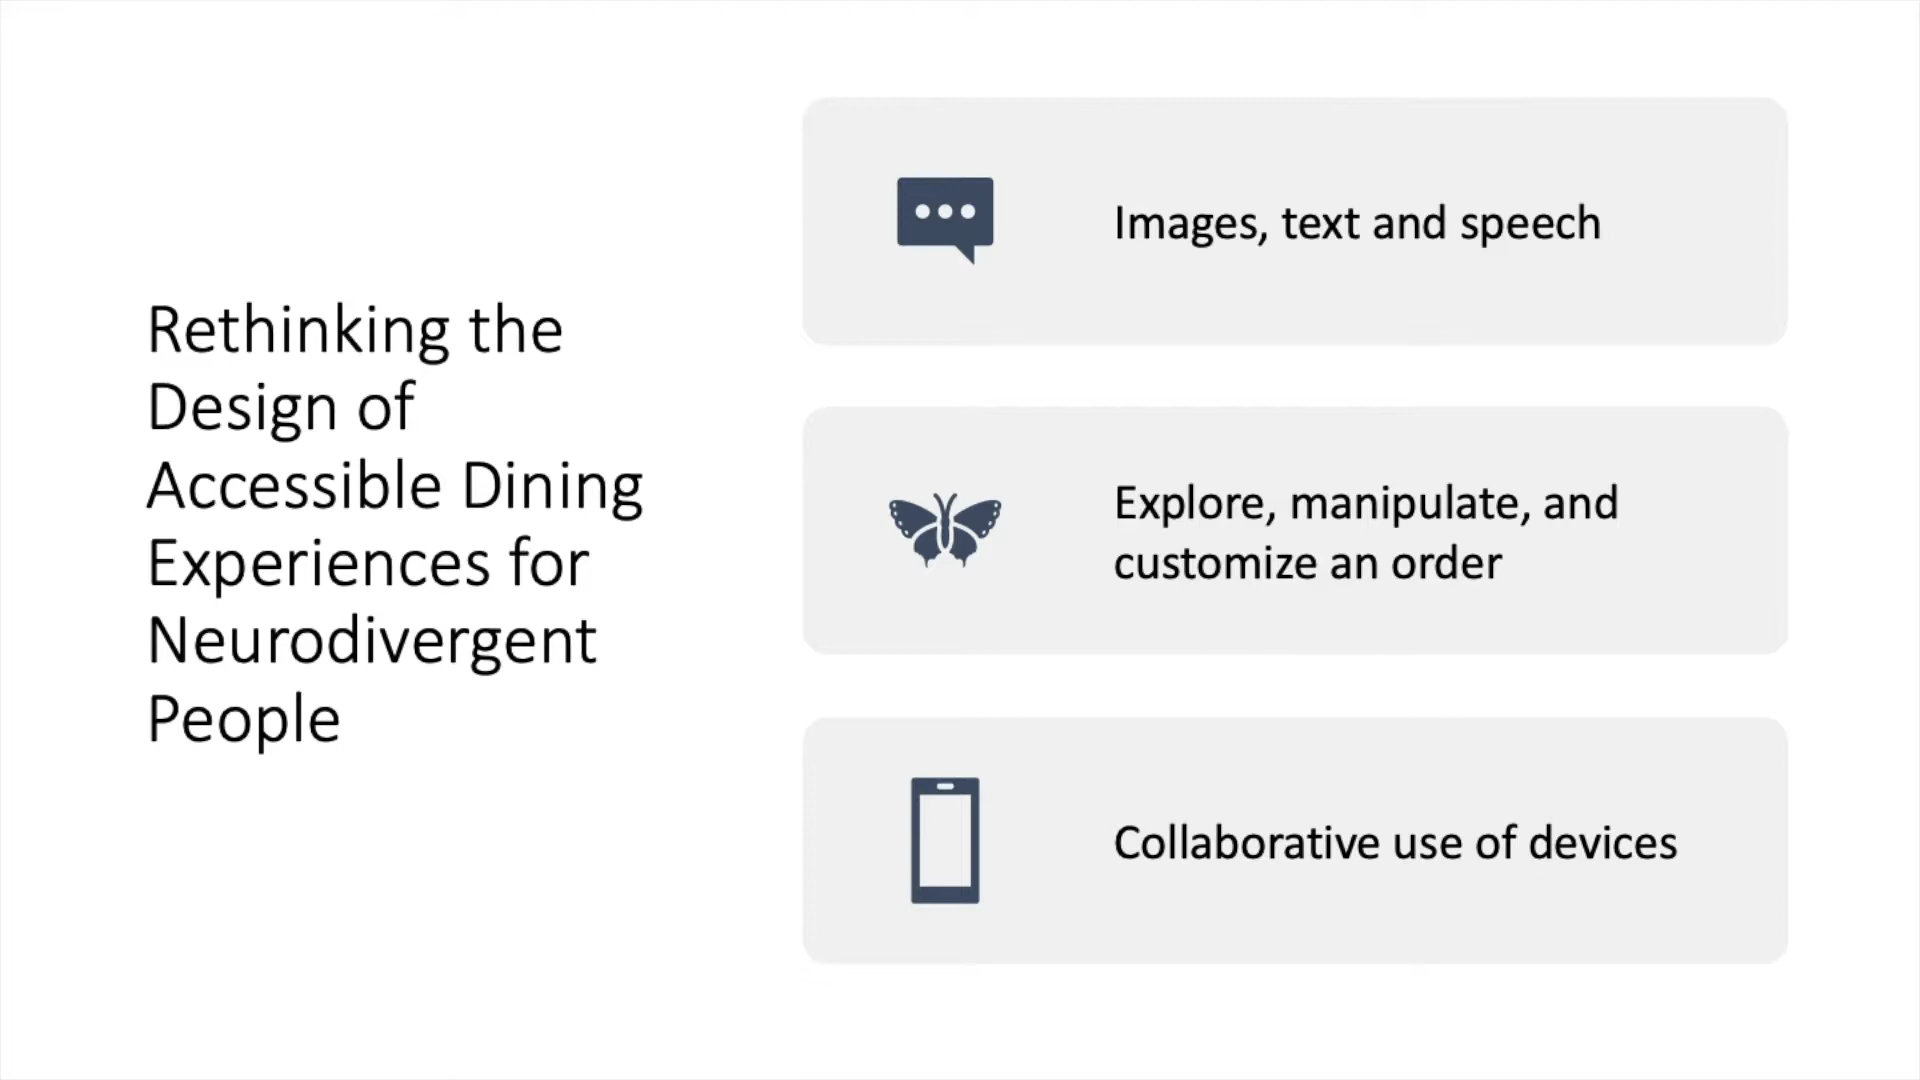 Rethinking the
Design of
Accessible Dining
Experiences for
Neurodivergent
People
Images, text and speech
Explore, manipulate, and
customize an order
Collaborative use of devices